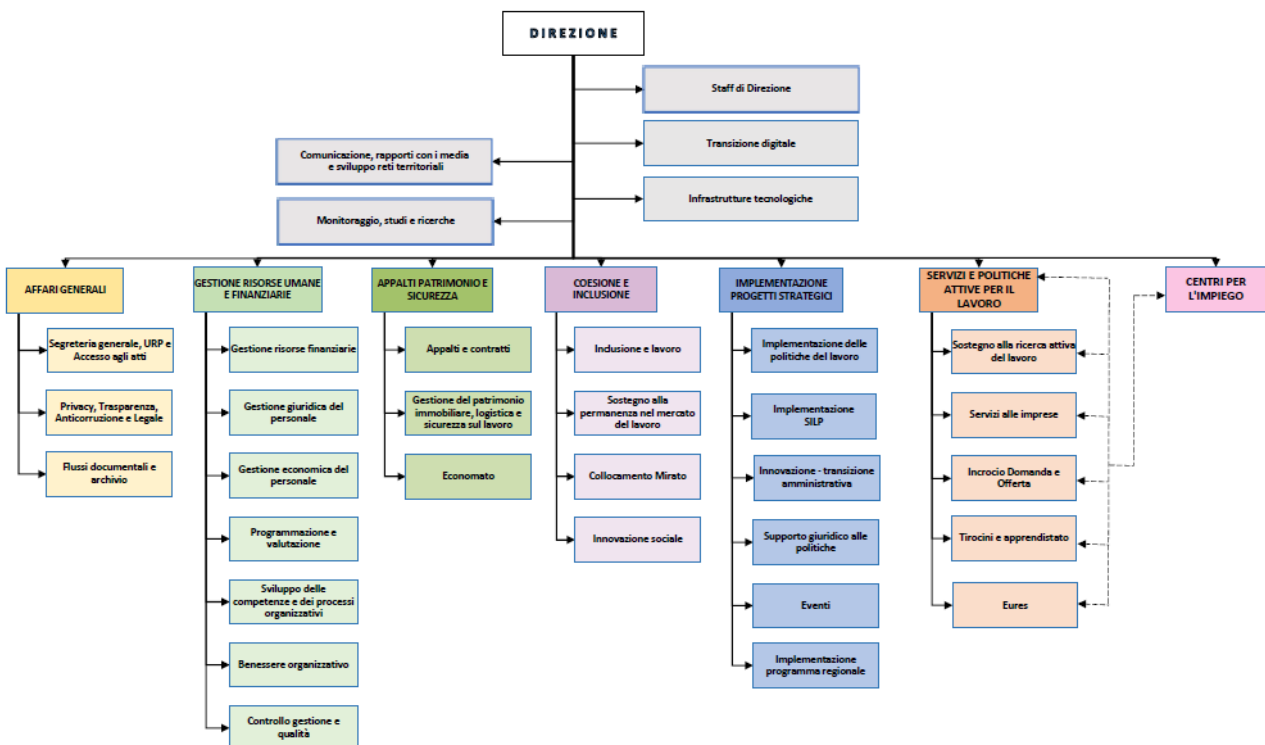 DIREZIONE
Staff di Direzione
Transizione digitale
Comunicazione, rapporti con i media
e sviluppo reti territoriali
Infrastrutture tecnologiche
Monitoraggio, studi e ricerche
AFFARI GENERALI
Segreteria generale, URP e
Accesso agli atti
Privacy, Trasparenza,
Anticorruzione e Legale
Flussi documentali e
archivio
GESTIONE RISORSE UMANE
E FINANZIARIE
Gestione risorse finanziarie
Gestione giuridica del
personale
Gestione economica del
personale
Programmazione e
valutazione
Sviluppo delle
competenze e dei processi
organizzativi
Benessere organizzativo
Controllo gestione e
qualità
APPALTI PATRIMONIO E
SICUREZZA
Appalti e contratti
Gestione del patrimonio
immobiliare, logistica e
sicurezza sul lavoro
Economato
COESIONE E
INCLUSIONE
Inclusione e lavoro
Sostegno alla
permanenza nel mercato
del lavoro
Collocamento Mirato
Innovazione sociale
IMPLEMENTAZIONE
PROGETTI STRATEGICI
Implementazione delle
politiche del lavoro
Implementazione
SILP
Innovazione - transizione
amministrativa
Supporto giuridico alle
politiche
Eventi
Implementazione
programma regionale
SERVIZI E POLITICHE
ATTIVE PER IL
LAVORO
Sostegno alla ricerca attiva
del lavoro
Servizi alle imprese
Incrocio Domanda e
Offerta
Tirocini e apprendistato
Eures
CENTRI PER
L'IMPIEGO